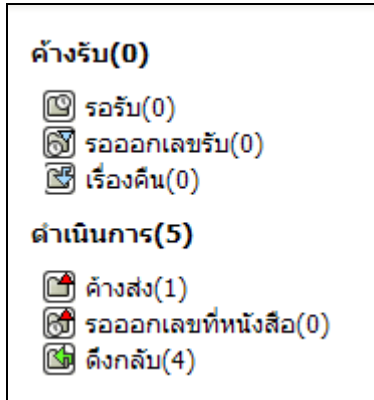 ค้างรับ(0)
รอรับ(0)
รอออกเลขรับ(0)
เรื่องคืน(0)
ดำเนินการ(5)
ค้างส่ง(1)
รอออกเลขที่หนังสือ(0)
ดึงกลับ(4)